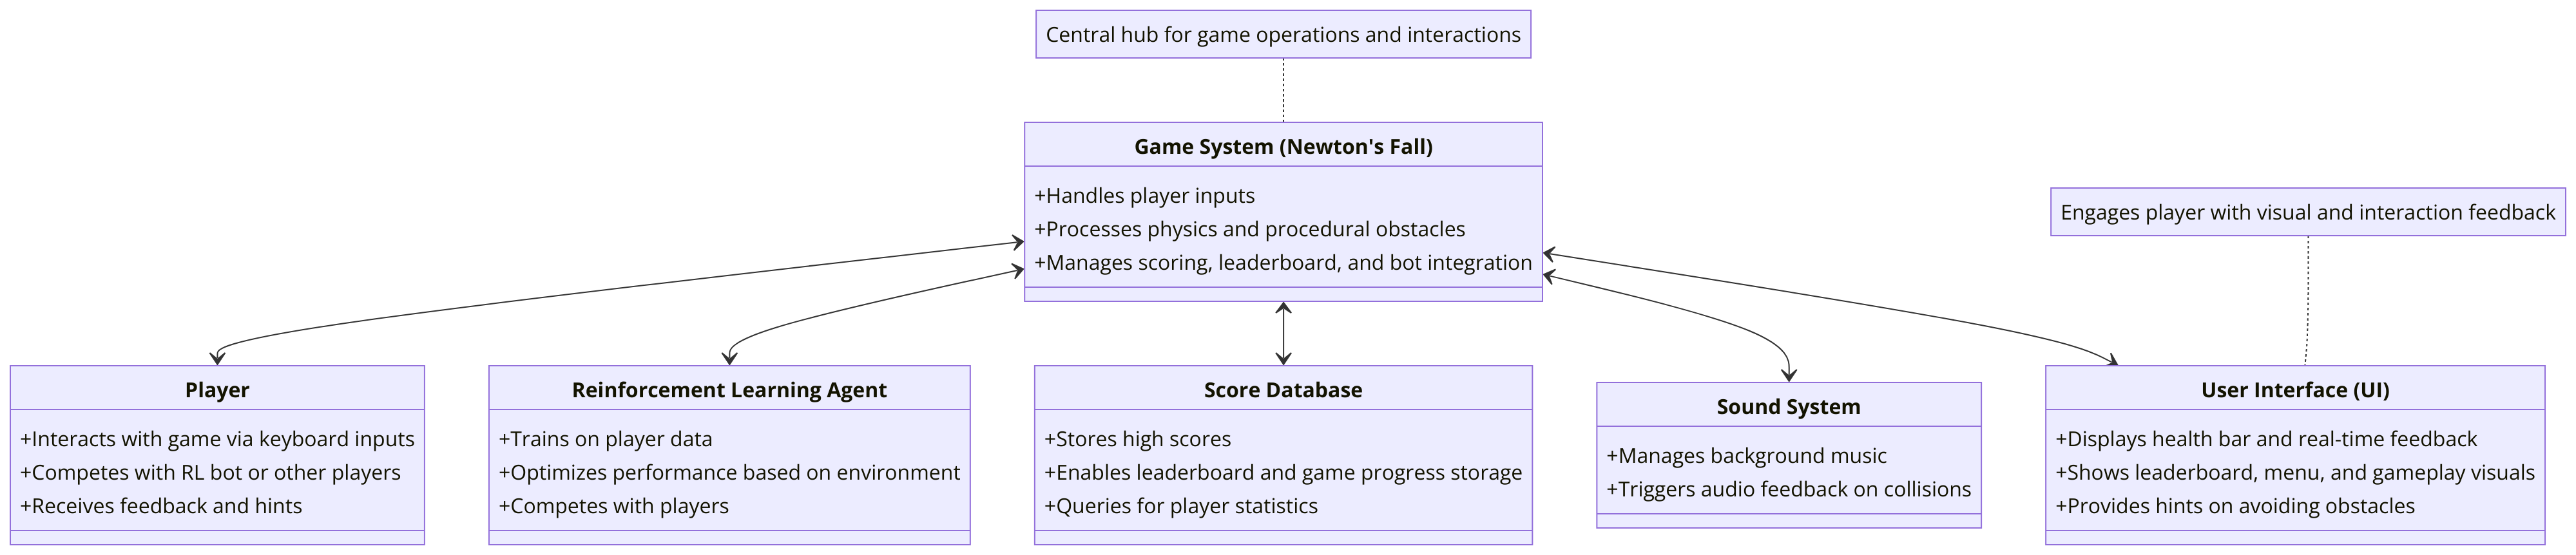 Central hub for game operations and interactions
Game System (Newton's Fall)
+Handles player inputs
+Processes physics and procedural obstacles
+Manages scoring, leaderboard, and bot integration
Engages player with visual and interaction feedback
Player
+Interacts with game via keyboard inputs
+Competes with RL bot or other players
+Receives feedback and hints
Reinforcement Learning Agent
+Trains on player data
+Optimizes performance based on environment
+Competes with players
Score Database
+Stores high scores
+Enables leaderboard and game progress storage
+Queries for player statistics
Sound System
+Manages background music
+Triggers audio feedback on collisions
User Interface (UI)
+Displays health bar and real-time feedback
+Shows leaderboard, menu, and gameplay visuals
+Provides hints on avoiding obstacles